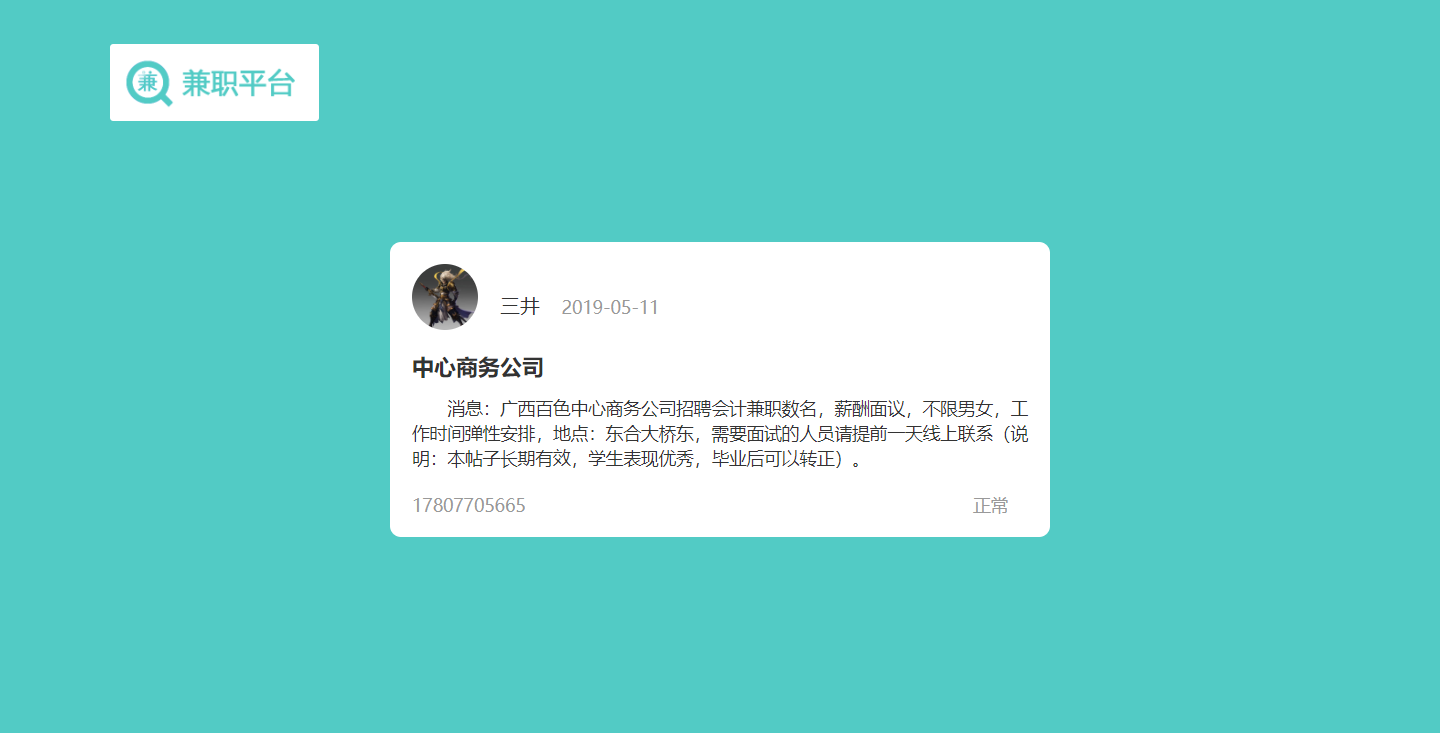 兼 兼职平台
三井 2019-05-11
中心商务公司
消息：广西百色中心商务公司招聘会计兼职数名，薪酬面议，不限男女，工
作时间弹性安排，地点：东合大桥东，需要面试的人员请提前一天线上联系（说
明：本帖子长期有效，学生表现优秀，毕业后可以转正）。
17807705665 正常